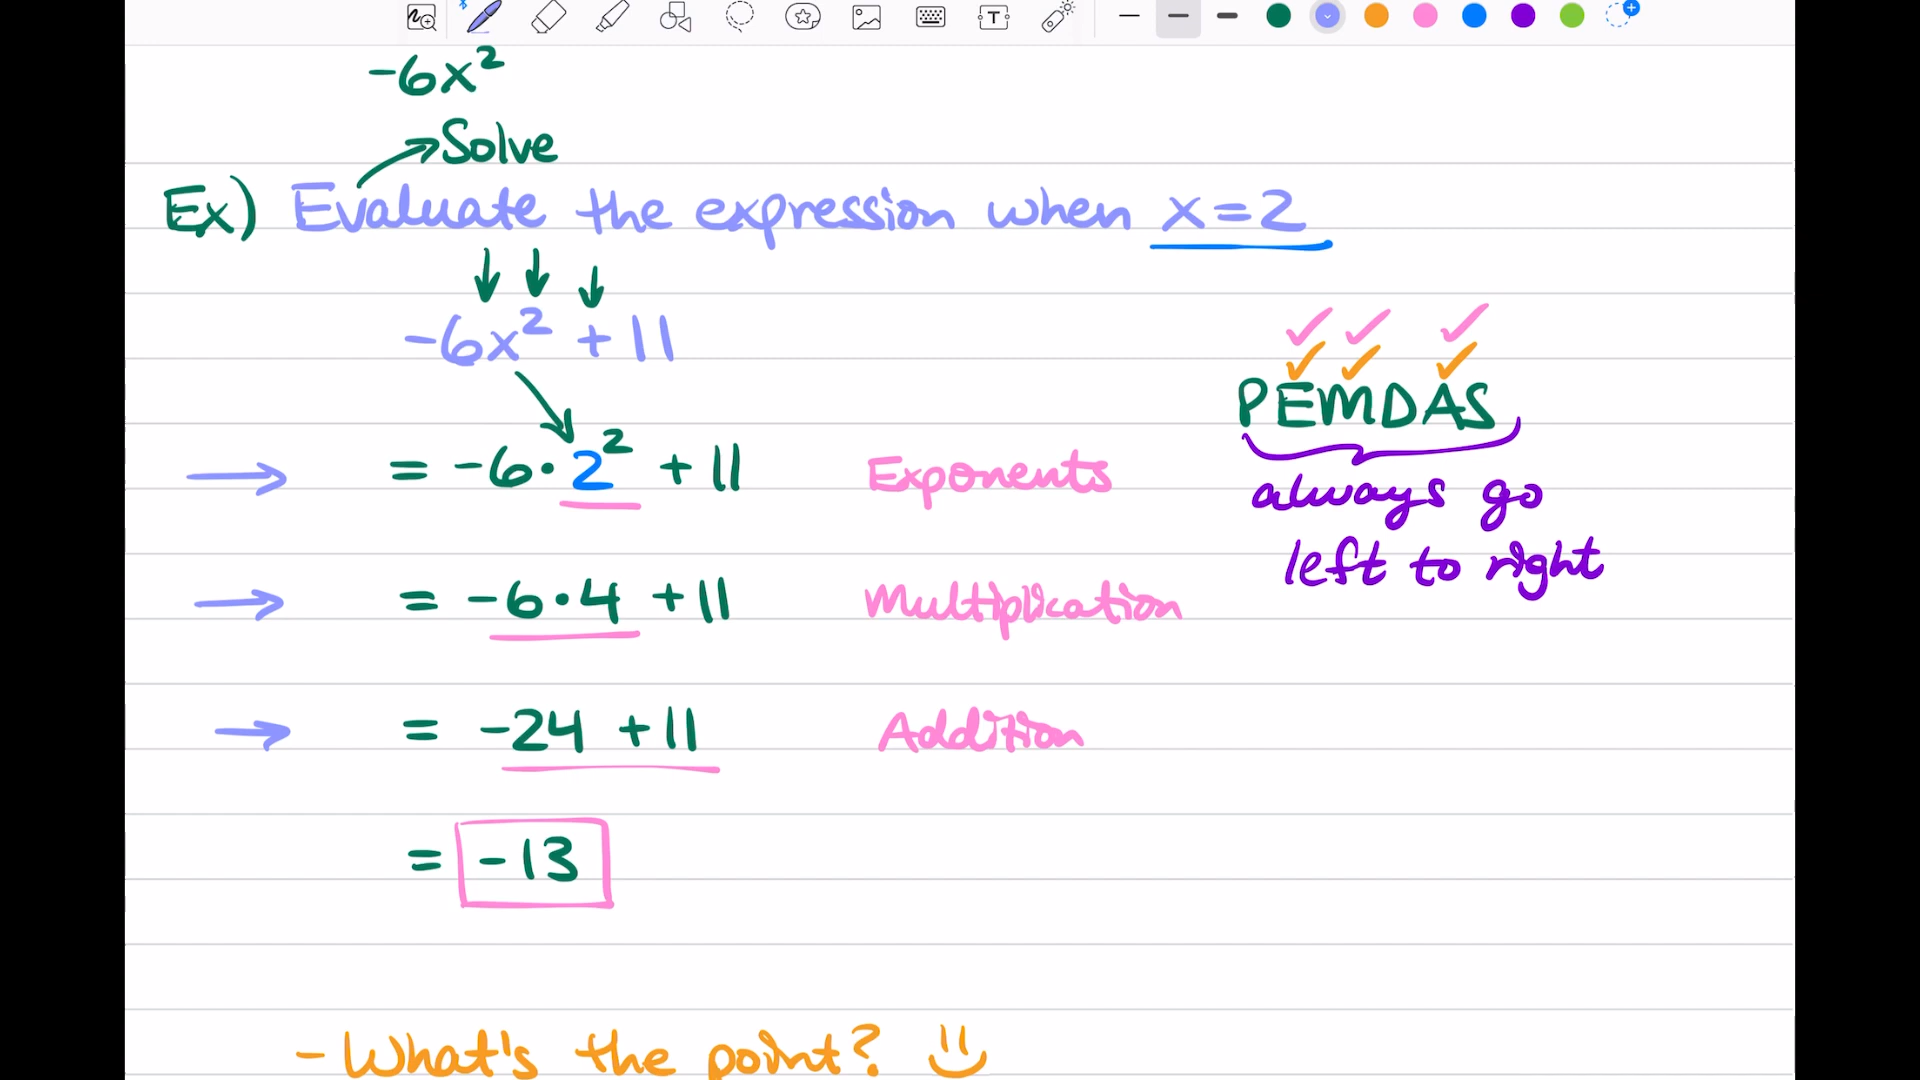 -6x²
Solve
Ex) Evaluate the expression when x=2
-6x² + 11
PEMDAS
= -6·2² + 11 Exponents
always go
left to right
= -6·4 + 11 Multiplication
= -24 + 11 Addition
= -13
- What's the point?